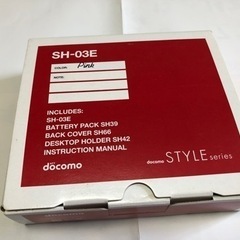 SH-03E
COLOR: Pink
NOTE:
INCLUDES:
SH-03E
BATTERY PACK SH39
BACK COVER SH66
DESKTOP HOLDER SH42
INSTRUCTION MANUAL
döcomo
docomo STYLE series